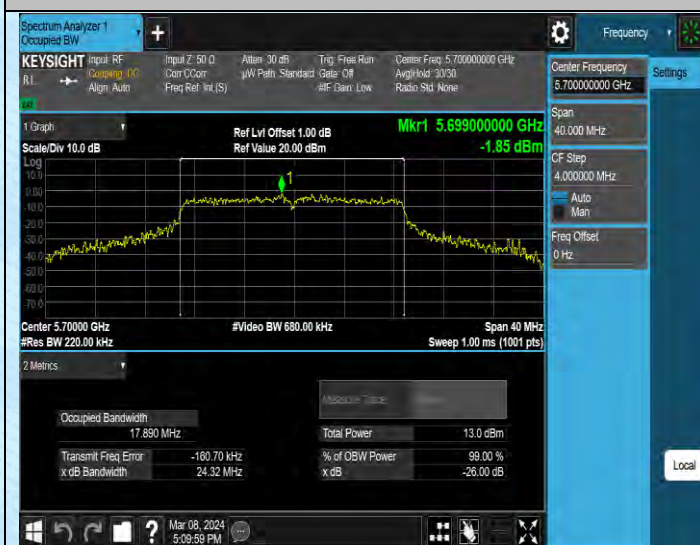 Spectrum Analyzer 1
Occupied BW
+
Frequency
KEYSIGHT
Input: RF
Input Z: 50 Ω
Atten: 30 dB
Trig: Free Run
Center Freq: 5.700000000 GHz
RL
Coupling: DC
Corr CCorr
µW Path: Standard
Gate: Off
Avg|Hold: 30/30
Align: Auto
Freq Ref: Int (S)
#IF Gain: Low
Radio Std: None
Center Frequency
5.700000000 GHz
Settings
Span
40.000 MHz
CF Step
4.000000 MHz
Auto
Man
Freq Offset
0 Hz
1 Graph
Ref Lvl Offset 1.00 dB
Mkr1 5.699000000 GHz
Scale/Div 10.0 dB
Ref Value 20.00 dBm
-1.85 dBm
Log
10.0
0.00
-10.0
-20.0
-30.0
-40.0
-50.0
-60.0
-70.0
1
Center 5.70000 GHz
#Video BW 680.00 kHz
Span 40 MHz
#Res BW 220.00 kHz
Sweep 1.00 ms (1001 pts)
2 Metrics
Measure Trace
Occupied Bandwidth
17.890 MHz
Total Power
13.0 dBm
Transmit Freq Error
-160.70 kHz
% of OBW Power
99.00 %
x dB Bandwidth
24.32 MHz
x dB
-26.00 dB
Local
?
Mar 08, 2024
5:09:59 PM